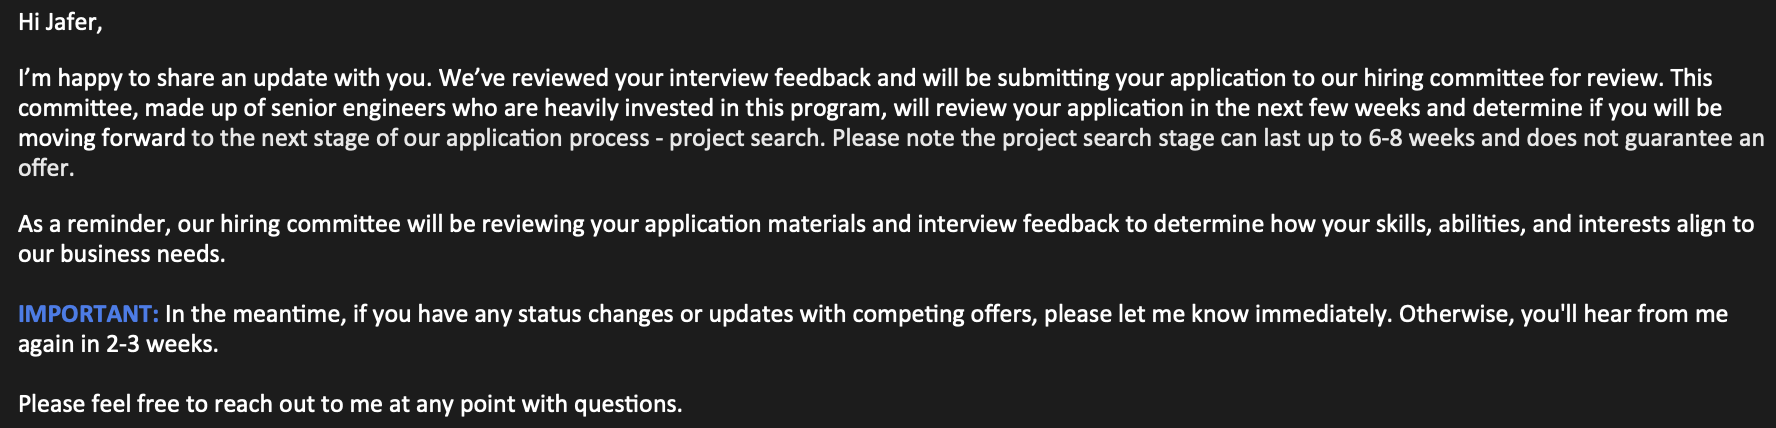 Hi Jafer,
I’m happy to share an update with you. We’ve reviewed your interview feedback and will be submitting your application to our hiring committee for review. This
committee, made up of senior engineers who are heavily invested in this program, will review your application in the next few weeks and determine if you will be
moving forward to the next stage of our application process - project search. Please note the project search stage can last up to 6-8 weeks and does not guarantee an
offer.
As a reminder, our hiring committee will be reviewing your application materials and interview feedback to determine how your skills, abilities, and interests align to
our business needs.
IMPORTANT: In the meantime, if you have any status changes or updates with competing offers, please let me know immediately. Otherwise, you'll hear from me
again in 2-3 weeks.
Please feel free to reach out to me at any point with questions.